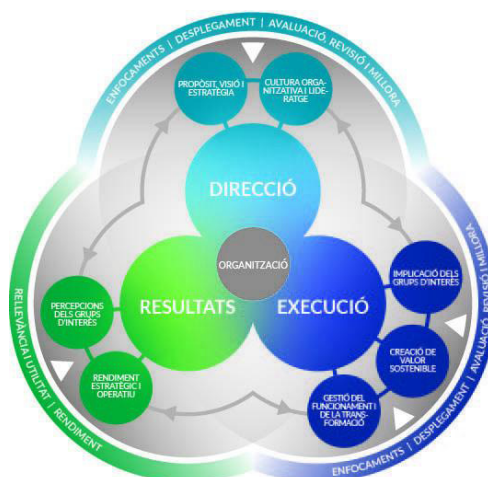 ENFOCAMENTS | DESPLEGAMENT | AVALUACIÓ, REVISIÓ I MILLORA
PROPÒSIT, VISIÓ I
ESTRATÈGIA
CULTURA ORGA-
NITZATIVA I LIDE-
RATGE
DIRECCIÓ
ORGANITZACIÓ
RESULTATS
EXECUCIÓ
PERCEPCIONS
DELS GRUPS
D'INTERÈS
RENDIMENT
ESTRATÈGIC I
OPERATIU
IMPLICACIÓ DELS
GRUPS D'INTERÈS
CREACIÓ DE
VALOR
SOSTENIBLE
GESTIÓ DEL
FUNCIONAMENT I
DE LA TRANS-
FORMACIÓ
RELLEVÀNCIA I UTILITAT | RENDIMENT
ENFOCAMENTS | DESPLEGAMENT | AVALUACIÓ, REVISIÓ I MILLORA